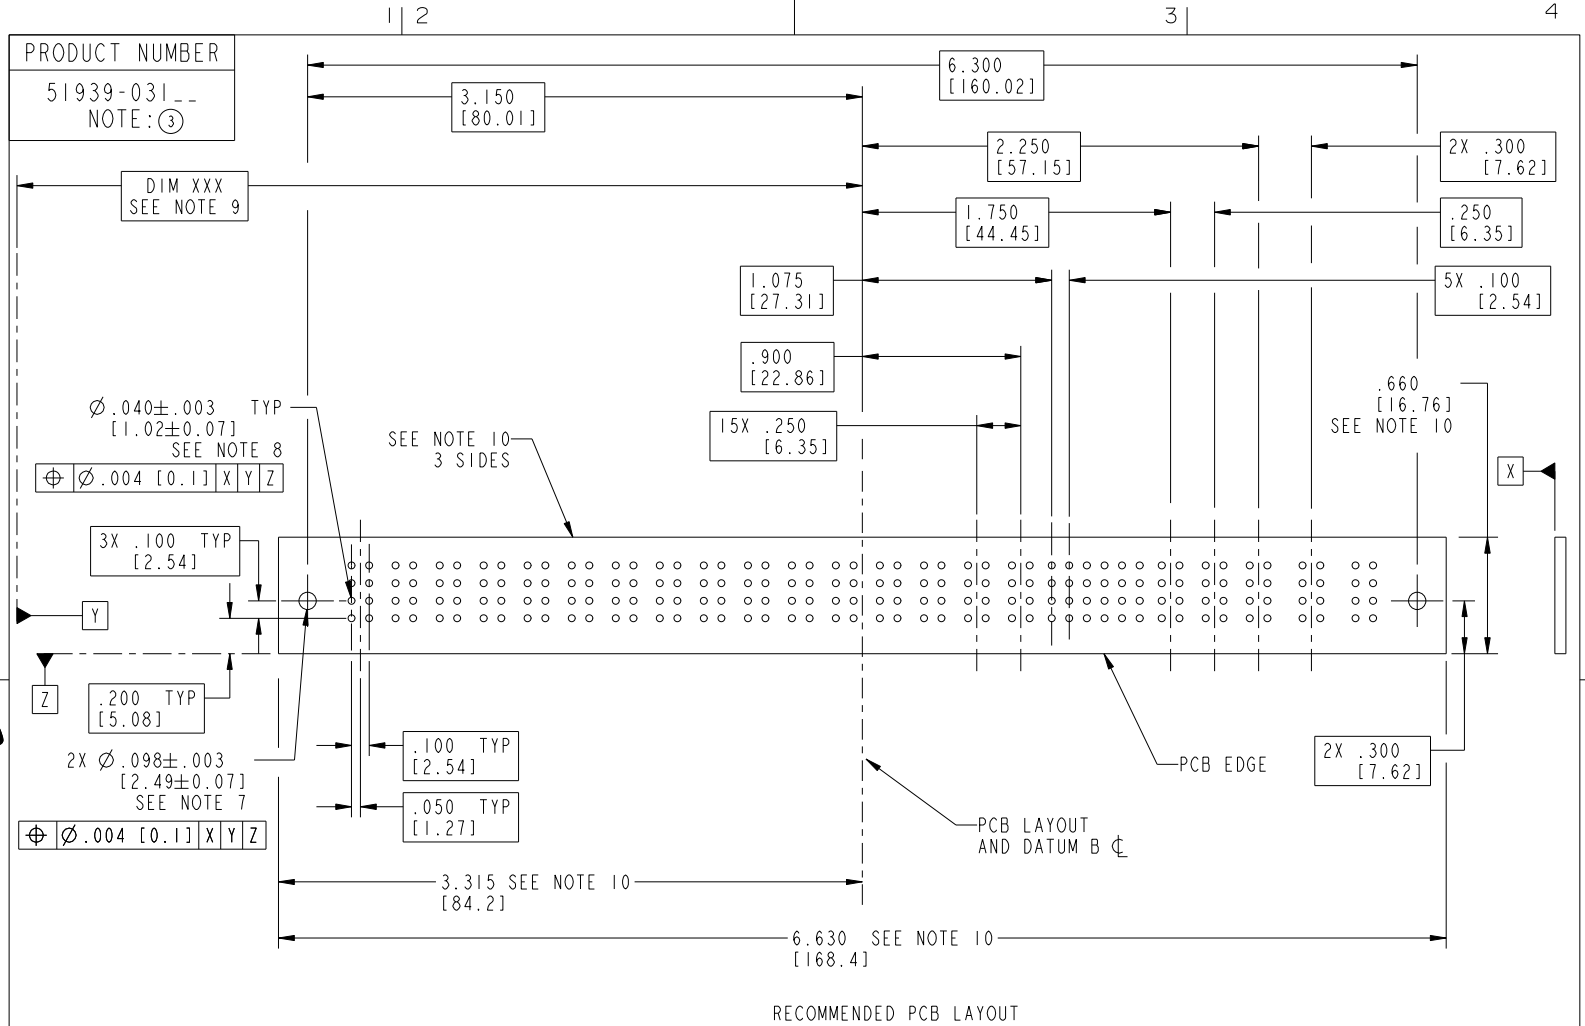 1 2 3 4
PRODUCT NUMBER
51939-031__
NOTE: 3
6.300
[160.02]
3.150
[80.01]
2.250
[57.15]
2X .300
[7.62]
DIM XXX
SEE NOTE 9
1.750
[44.45]
.250
[6.35]
1.075
[27.31]
5X .100
[2.54]
.900
[22.86]
.660
[16.76]
SEE NOTE 10
Ø.040±.003 TYP
[1.02±0.07]
SEE NOTE 8
⌖ Ø.004 [0.1] X Y Z
SEE NOTE 10
3 SIDES
15X .250
[6.35]
X
3X .100 TYP
[2.54]
Y
Z
.200 TYP
[5.08]
2X Ø.098±.003
[2.49±0.07]
SEE NOTE 7
⌖ Ø.004 [0.1] X Y Z
.100 TYP
[2.54]
.050 TYP
[1.27]
PCB EDGE
2X .300
[7.62]
PCB LAYOUT
AND DATUM B ℄
3.315 SEE NOTE 10
[84.2]
6.630 SEE NOTE 10
[168.4]
RECOMMENDED PCB LAYOUT